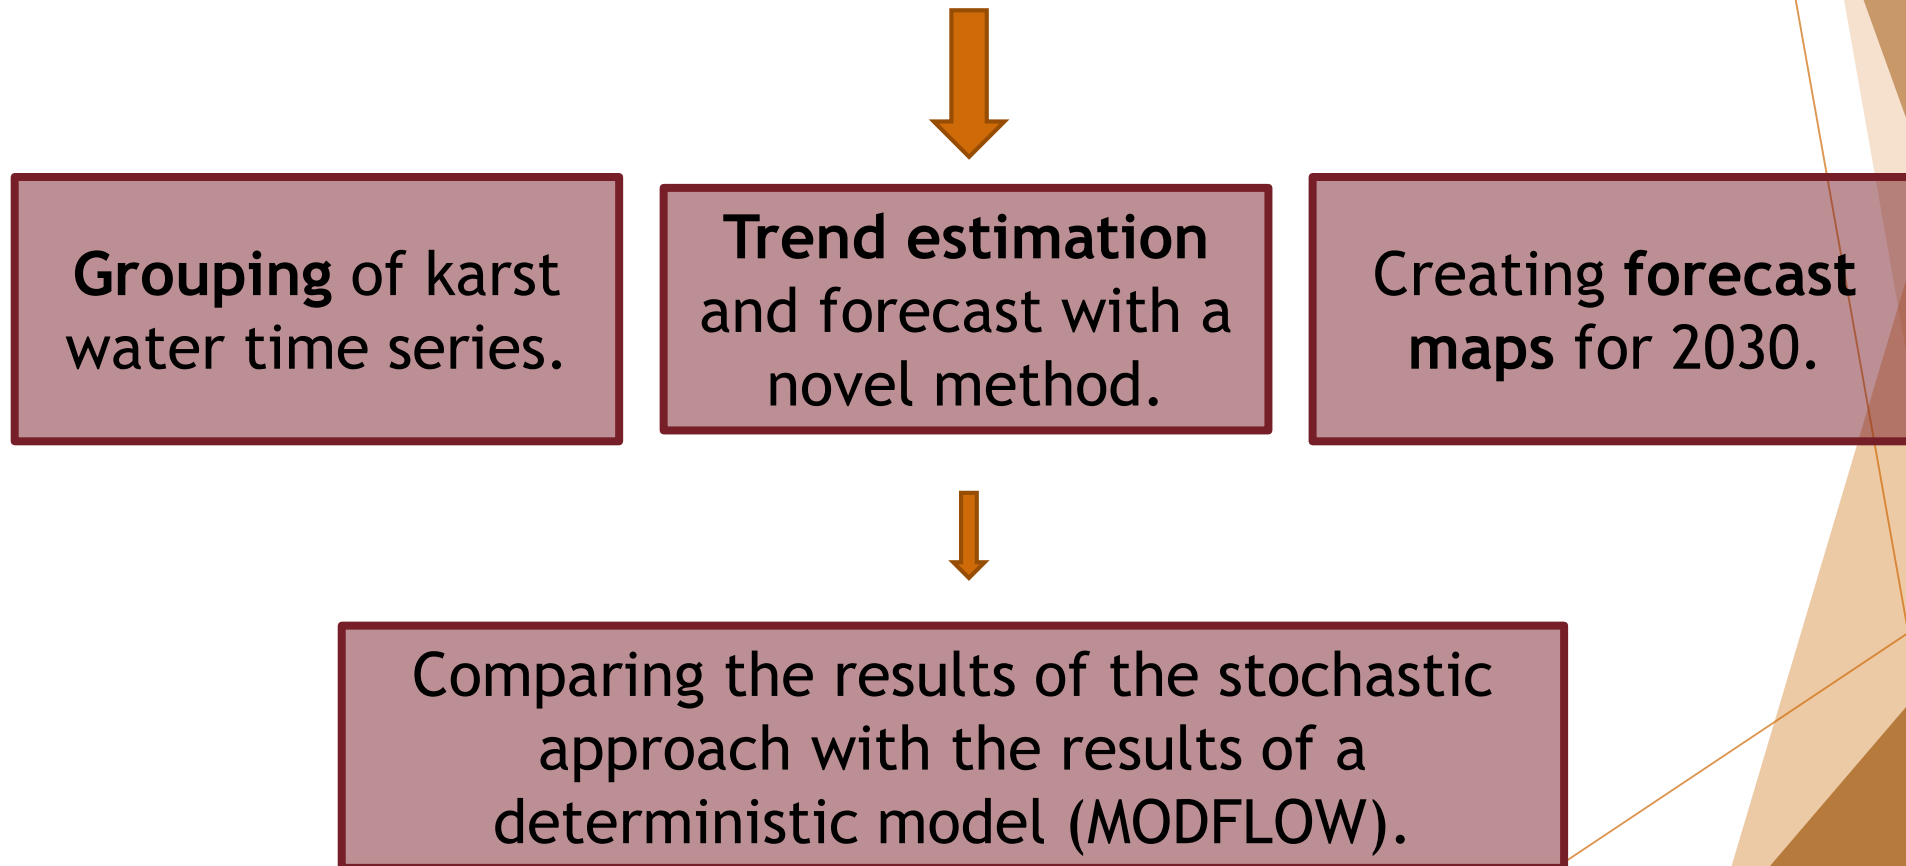 Grouping of karst
water time series.
Trend estimation
and forecast with a
novel method.
Creating forecast
maps for 2030.
Comparing the results of the stochastic
approach with the results of a
deterministic model (MODFLOW).